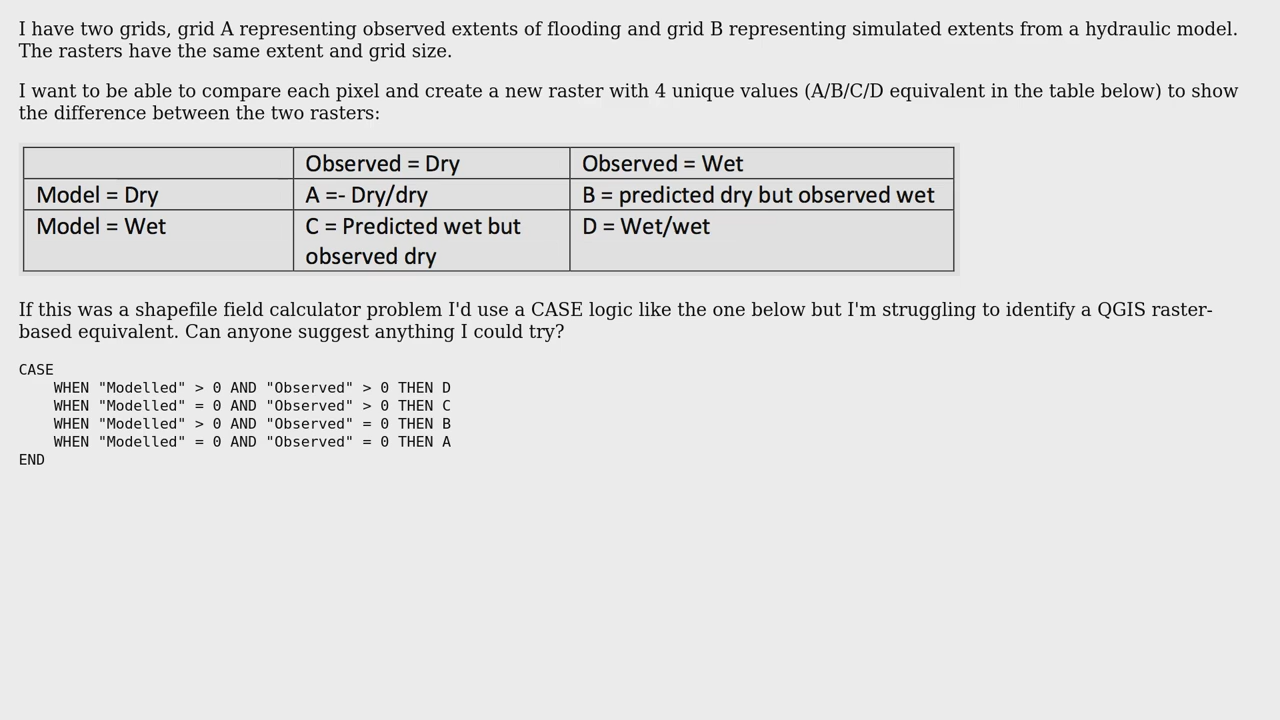 I have two grids, grid A representing observed extents of flooding and grid B representing simulated extents from a hydraulic model.
The rasters have the same extent and grid size.
I want to be able to compare each pixel and create a new raster with 4 unique values (A/B/C/D equivalent in the table below) to show
the difference between the two rasters:
Observed = Dry Observed = Wet
Model = Dry A =- Dry/dry B = predicted dry but observed wet
Model = Wet C = Predicted wet but D = Wet/wet
observed dry
If this was a shapefile field calculator problem I'd use a CASE logic like the one below but I'm struggling to identify a QGIS raster-
based equivalent. Can anyone suggest anything I could try?
CASE
    WHEN "Modelled" > 0 AND "Observed" > 0 THEN D
    WHEN "Modelled" = 0 AND "Observed" > 0 THEN C
    WHEN "Modelled" > 0 AND "Observed" = 0 THEN B
    WHEN "Modelled" = 0 AND "Observed" = 0 THEN A
END